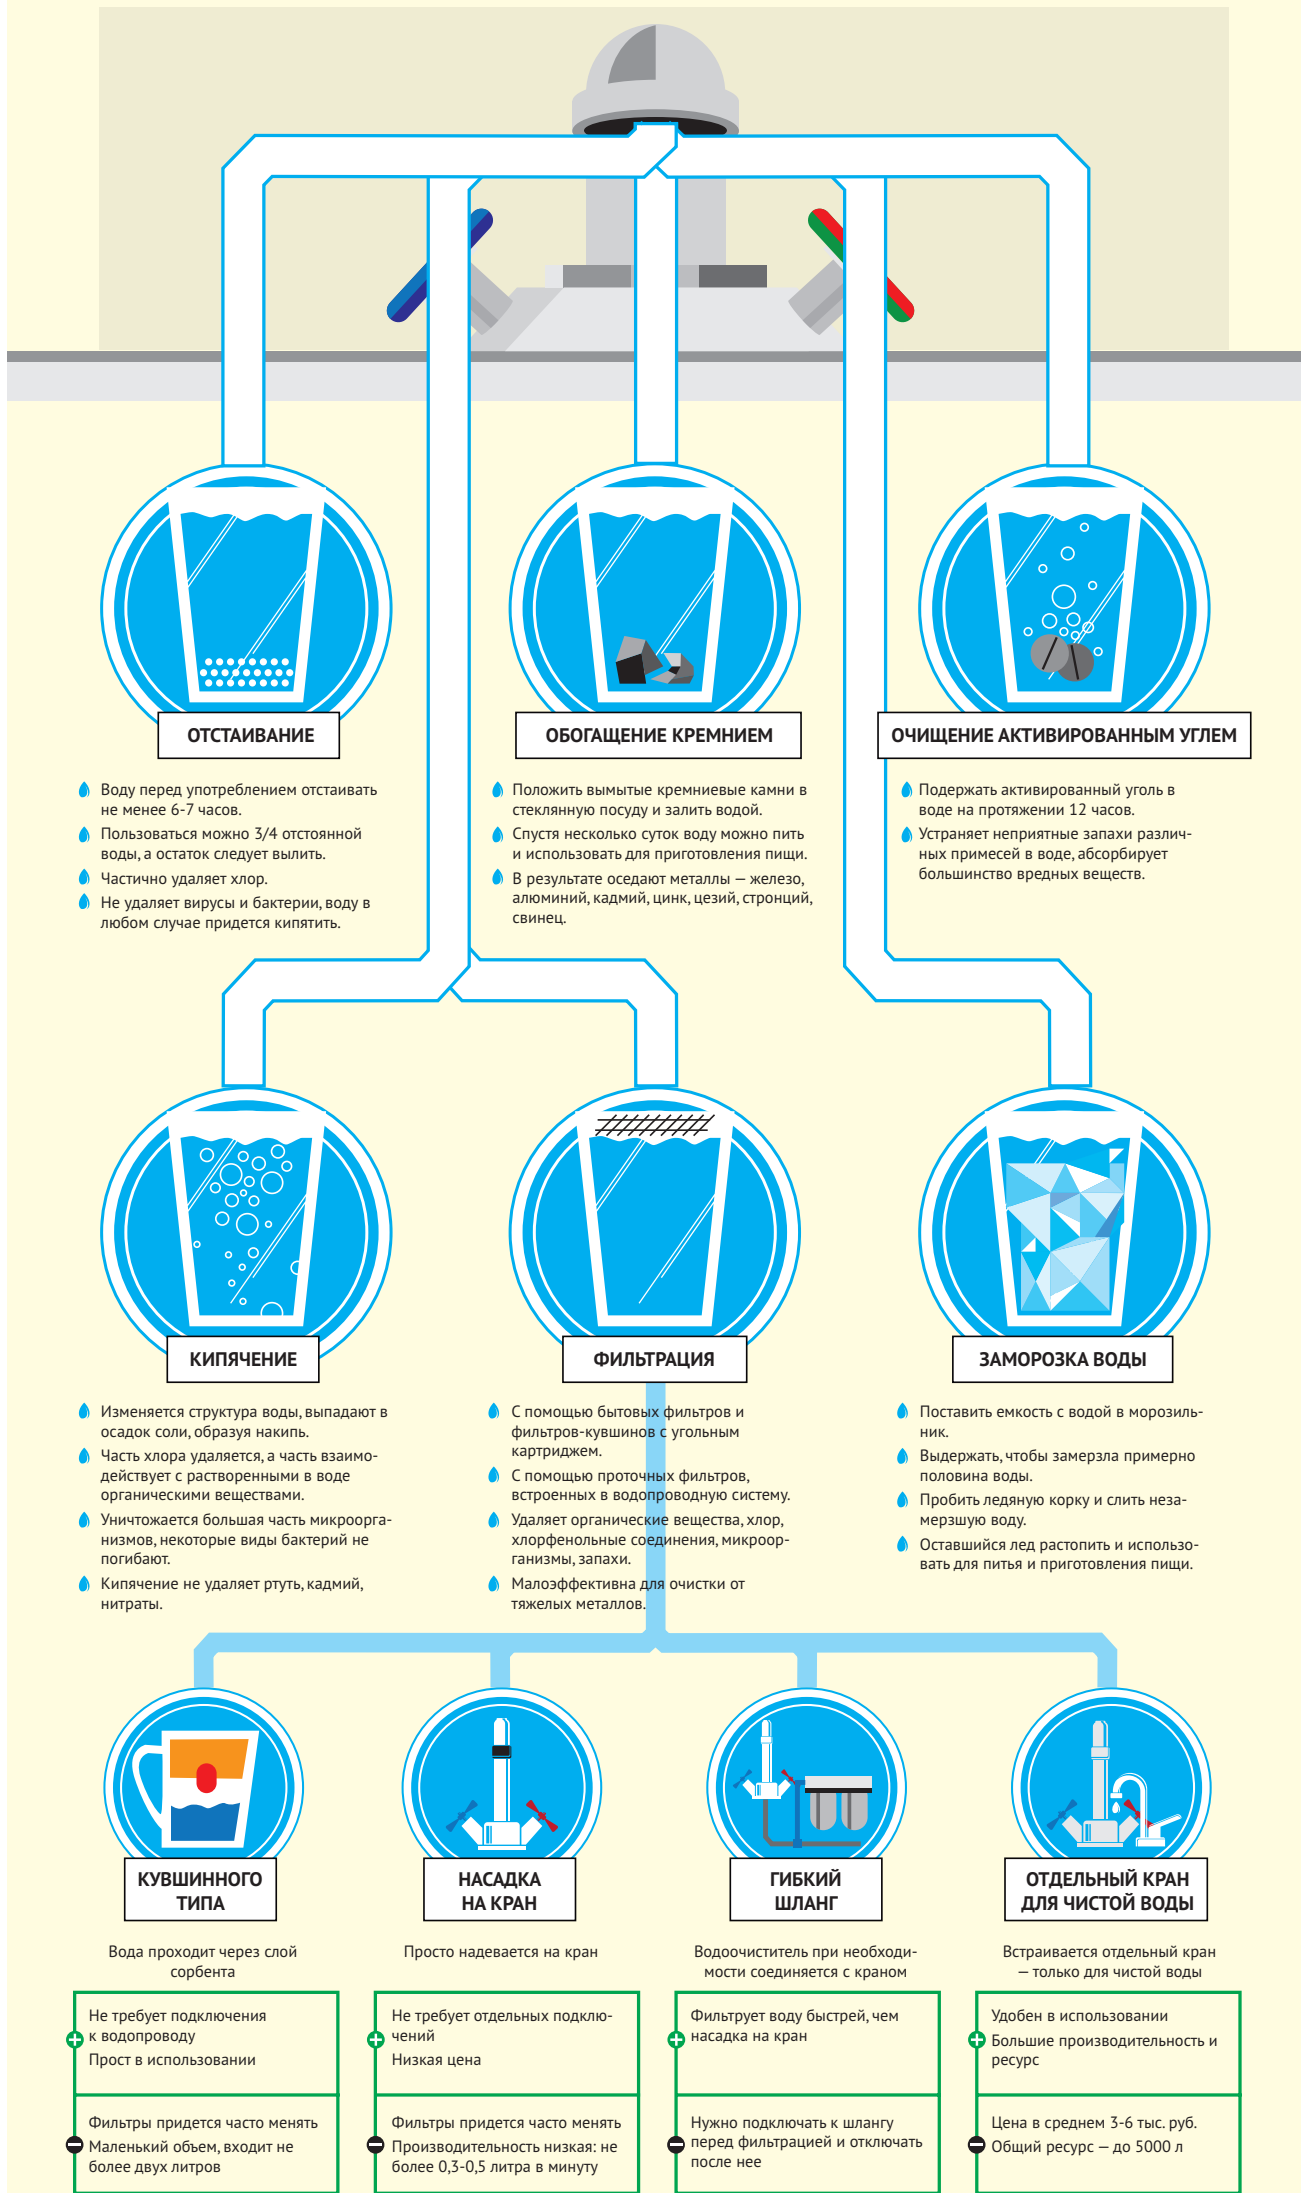 ОТСТАИВАНИЕ
Воду перед употреблением отстаивать
не менее 6-7 часов.
Пользоваться можно 3/4 отстоянной
воды, а остаток следует вылить.
Частично удаляет хлор.
Не удаляет вирусы и бактерии, воду в
любом случае придется кипятить.
ОБОГАЩЕНИЕ КРЕМНИЕМ
Положить вымытые кремниевые камни в
стеклянную посуду и залить водой.
Спустя несколько суток воду можно пить
и использовать для приготовления пищи.
В результате оседают металлы — железо,
алюминий, кадмий, цинк, цезий, стронций,
свинец.
ОЧИЩЕНИЕ АКТИВИРОВАННЫМ УГЛЕМ
Подержать активированный уголь в
воде на протяжении 12 часов.
Устраняет неприятные запахи различ-
ных примесей в воде, абсорбирует
большинство вредных веществ.
КИПЯЧЕНИЕ
Изменяется структура воды, выпадают в
осадок соли, образуя накипь.
Часть хлора удаляется, а часть взаимо-
действует с растворенными в воде
органическими веществами.
Уничтожается большая часть микроорга-
низмов, некоторые виды бактерий не
погибают.
Кипячение не удаляет ртуть, кадмий,
нитраты.
ФИЛЬТРАЦИЯ
С помощью бытовых фильтров и
фильтров-кувшинов с угольным
картриджем.
С помощью проточных фильтров,
встроенных в водопроводную систему.
Удаляет органические вещества, хлор,
хлорфенольные соединения, микроор-
ганизмы, запахи.
Малоэффективна для очистки от
тяжелых металлов.
ЗАМОРОЗКА ВОДЫ
Поставить емкость с водой в морозиль-
ник.
Выдержать, чтобы замерзла примерно
половина воды.
Пробить ледяную корку и слить неза-
мерзшую воду.
Оставшийся лед растопить и использо-
вать для питья и приготовления пищи.
КУВШИННОГО
ТИПА
Вода проходит через слой
сорбента
Не требует подключения
к водопроводу
Прост в использовании
Фильтры придется часто менять
Маленький объем, входит не
более двух литров
НАСАДКА
НА КРАН
Просто надевается на кран
Не требует отдельных подклю-
чений
Низкая цена
Фильтры придется часто менять
Производительность низкая: не
более 0,3-0,5 литра в минуту
ГИБКИЙ
ШЛАНГ
Водоочиститель при необходи-
мости соединяется с краном
Фильтрует воду быстрей, чем
насадка на кран
Нужно подключать к шлангу
перед фильтрацией и отключать
после нее
ОТДЕЛЬНЫЙ КРАН
ДЛЯ ЧИСТОЙ ВОДЫ
Встраивается отдельный кран
— только для чистой воды
Удобен в использовании
Большие производительность и
ресурс
Цена в среднем 3-6 тыс. руб.
Общий ресурс — до 5000 л